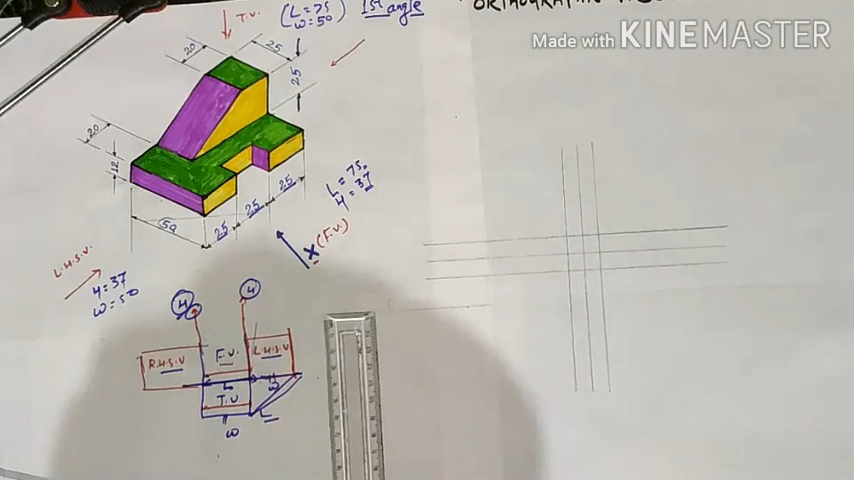 ORTHOGRAPHIC
Made with KINEMASTER
T.V.
(L=75
W=50)
1st angle
20
25
25
20
12
50
25
25
25
L=75
H=37
X (F.V.)
L.H.S.V.
H=37
W=50
H
H
R.H.S.V
F.V.
L.H.S.V
L
W
T.V
W